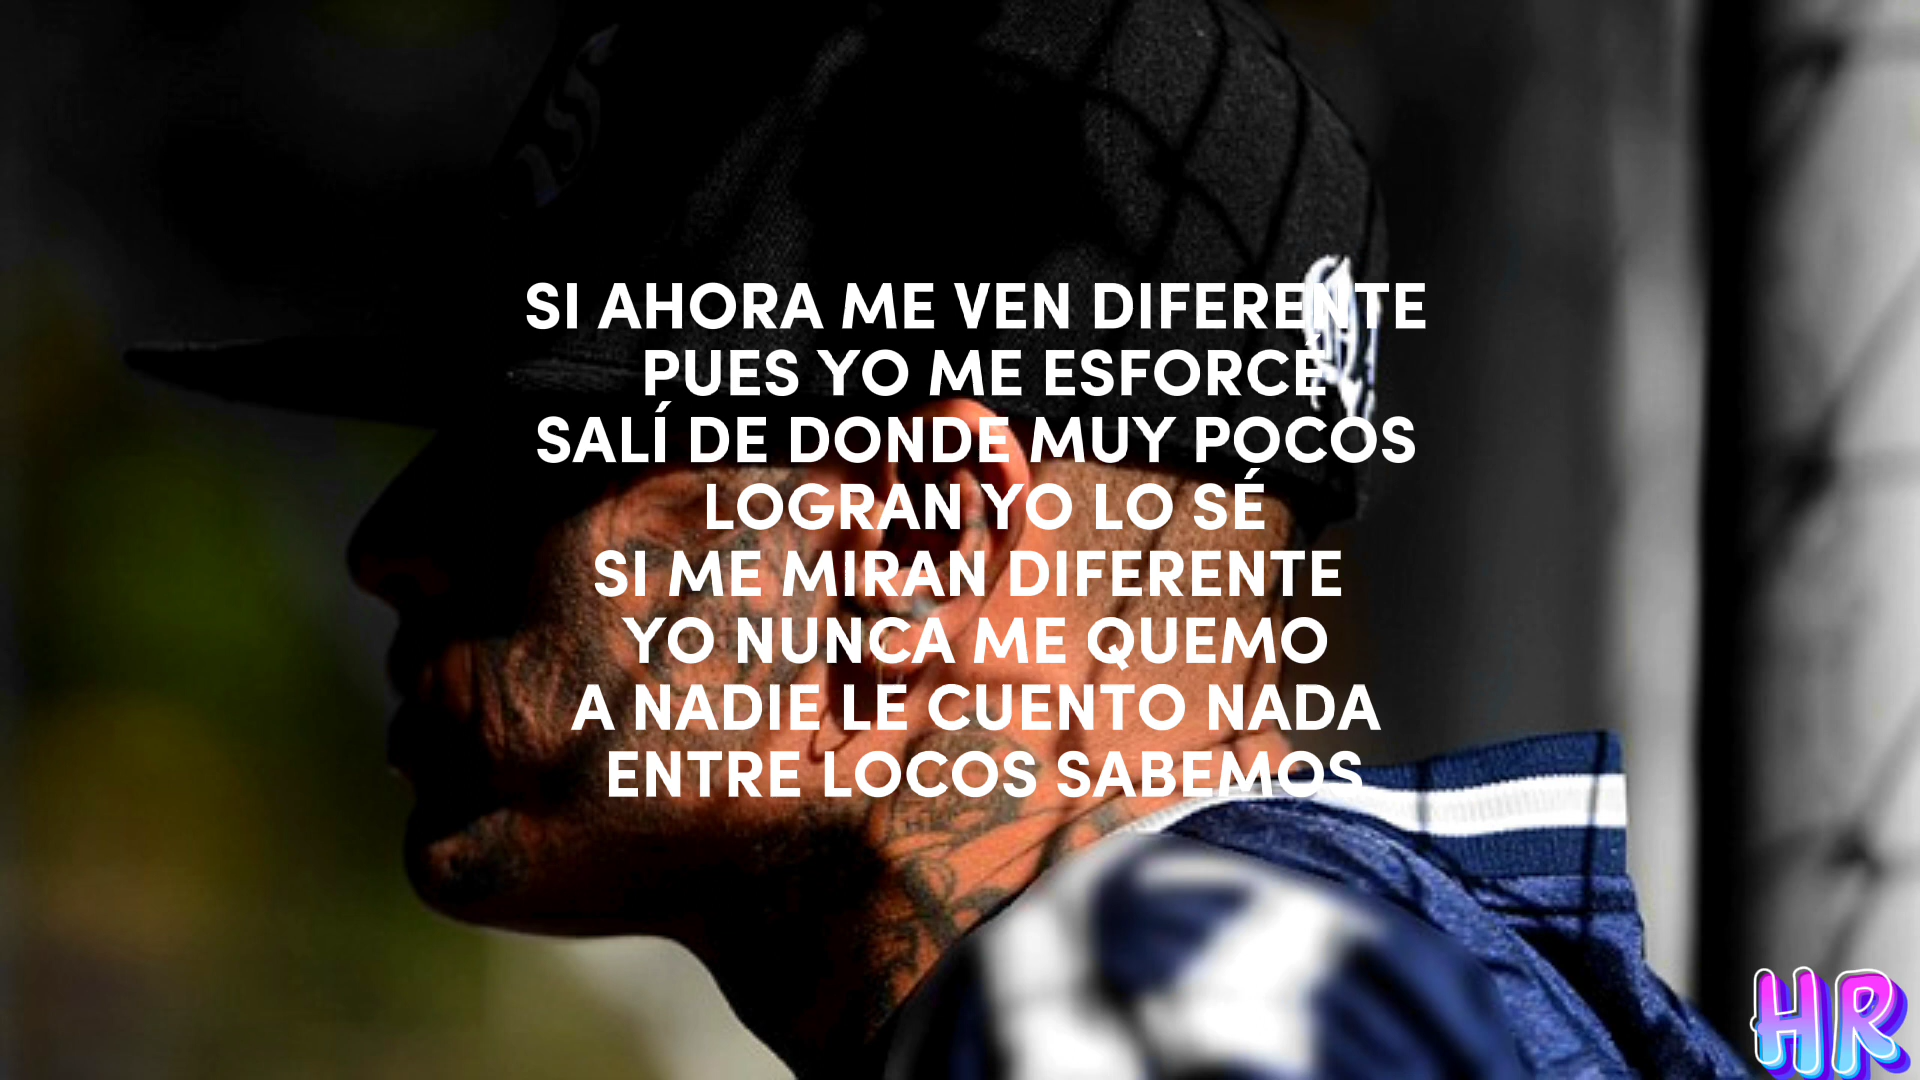 SI AHORA ME VEN DIFERENTE
PUES YO ME ESFORCÉ
SALÍ DE DONDE MUY POCOS
LOGRAN YO LO SÉ
SI ME MIRAN DIFERENTE
YO NUNCA ME QUEMO
A NADIE LE CUENTO NADA
ENTRE LOCOS SABEMOS
HR